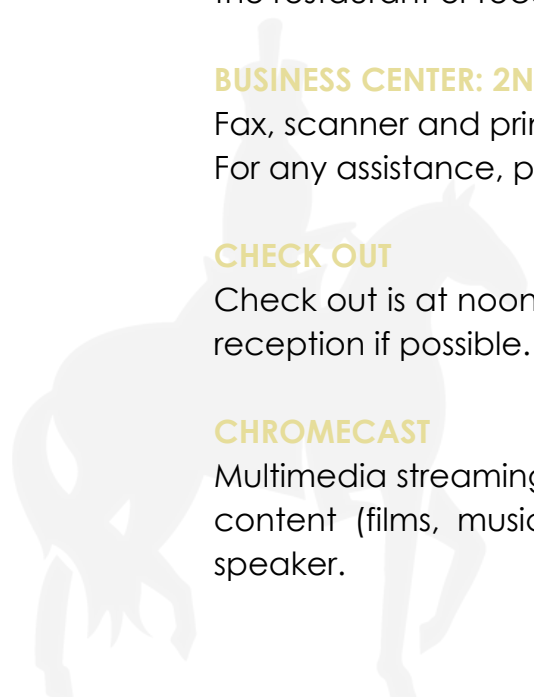 BUSINESS CENTER: 2N
Fax, scanner and prin
For any assistance, p
CHECK OUT
Check out is at noon
reception if possible.
CHROMECAST
Multimedia streaming
content (films, music
speaker.